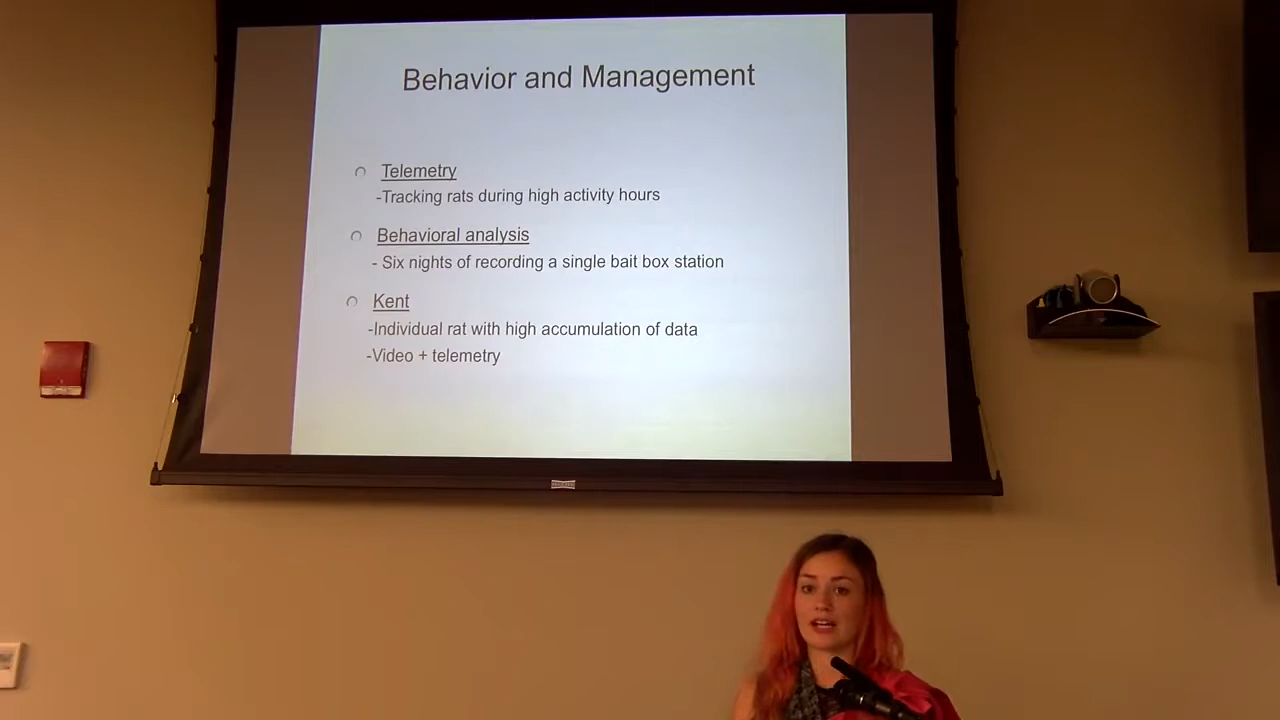 Behavior and Management
Telemetry
-Tracking rats during high activity hours
Behavioral analysis
- Six nights of recording a single bait box station
Kent
-Individual rat with high accumulation of data
-Video + telemetry